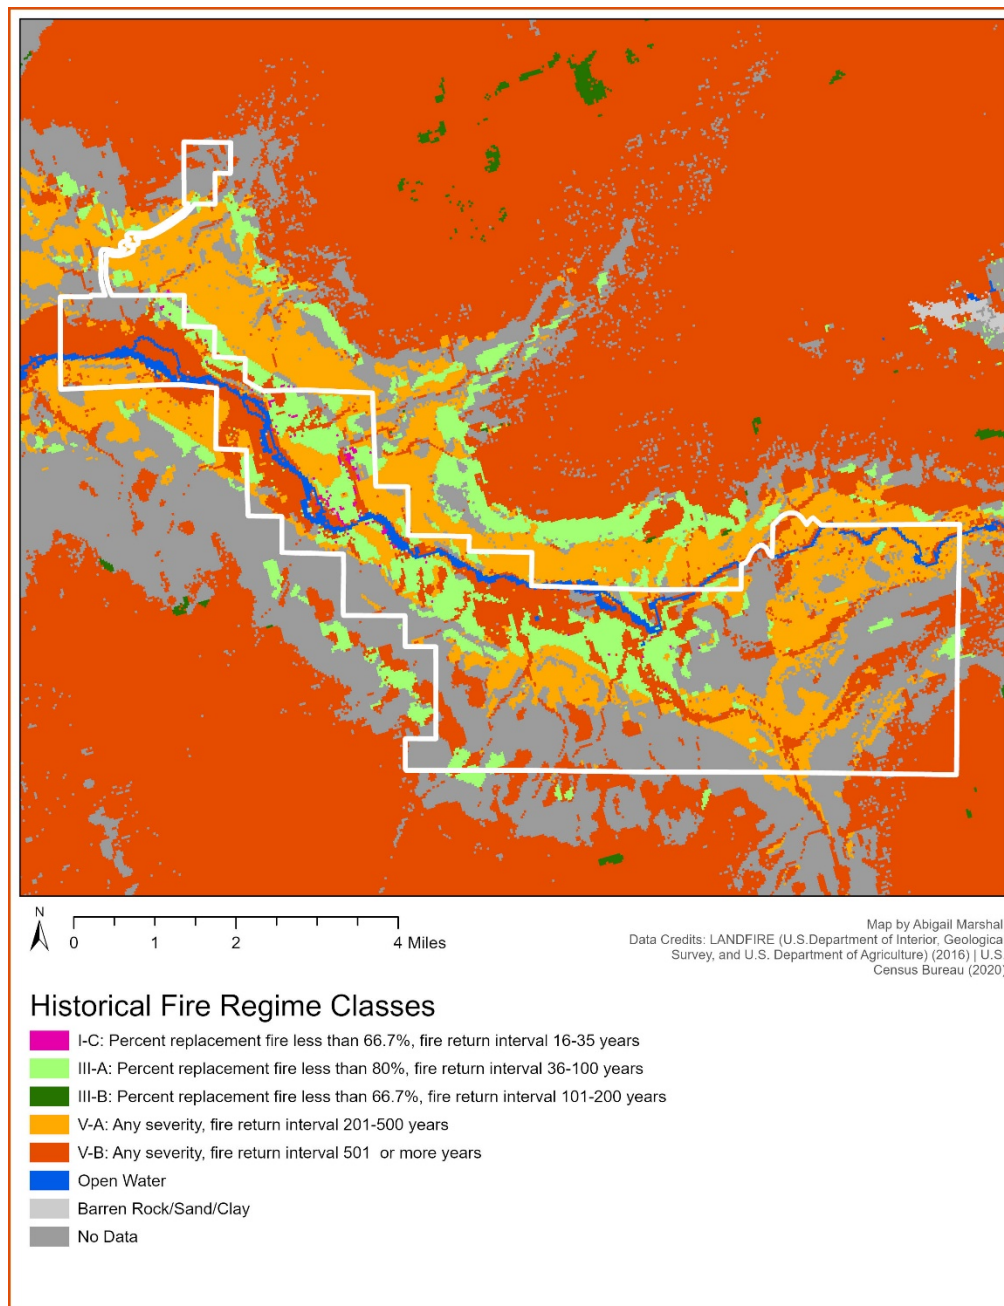 N
0 1 2 4 Miles
Map by Abigail Marshal
Data Credits: LANDFIRE (U.S.Department of Interior, Geologica
Survey, and U.S. Department of Agriculture) (2016) | U.S.
Census Bureau (2020)
Historical Fire Regime Classes
I-C: Percent replacement fire less than 66.7%, fire return interval 16-35 years
III-A: Percent replacement fire less than 80%, fire return interval 36-100 years
III-B: Percent replacement fire less than 66.7%, fire return interval 101-200 years
V-A: Any severity, fire return interval 201-500 years
V-B: Any severity, fire return interval 501 or more years
Open Water
Barren Rock/Sand/Clay
No Data